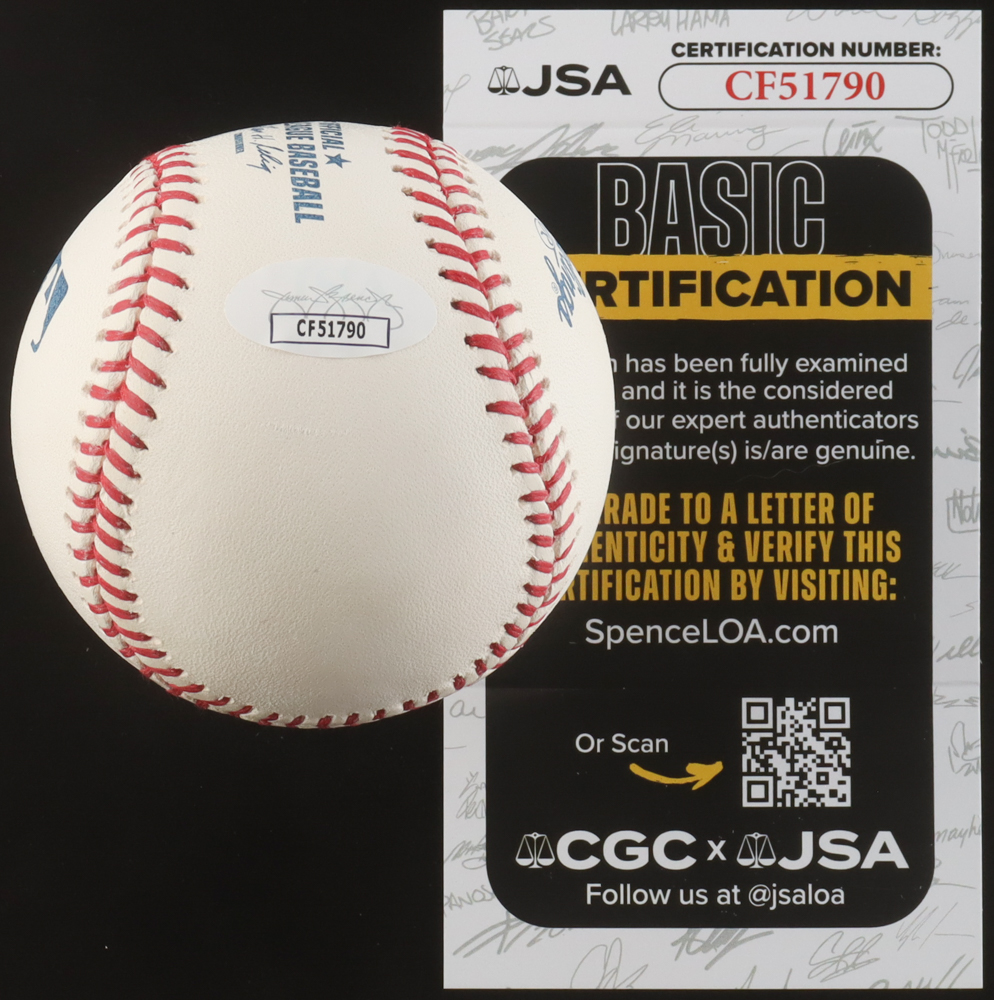 JSA
CERTIFICATION NUMBER:
CF51790
BASIC
RTIFICATION
has been fully examined
and it is the considered
f our expert authenticators
ignature(s) is/are genuine.
RADE TO A LETTER OF
ENTICITY & VERIFY THIS
RTIFICATION BY VISITING:
SpenceLOA.com
Or Scan
CGC x JSA
Follow us at @jsaloa
BASEBALL
CF51790
LARRY HAMA